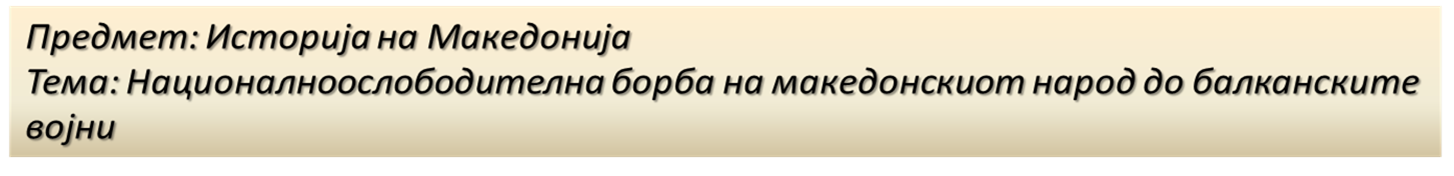 Предмет: Историја на Македонија
Тема: Националноослободителна борба на македонскиот народ до балканските
војни